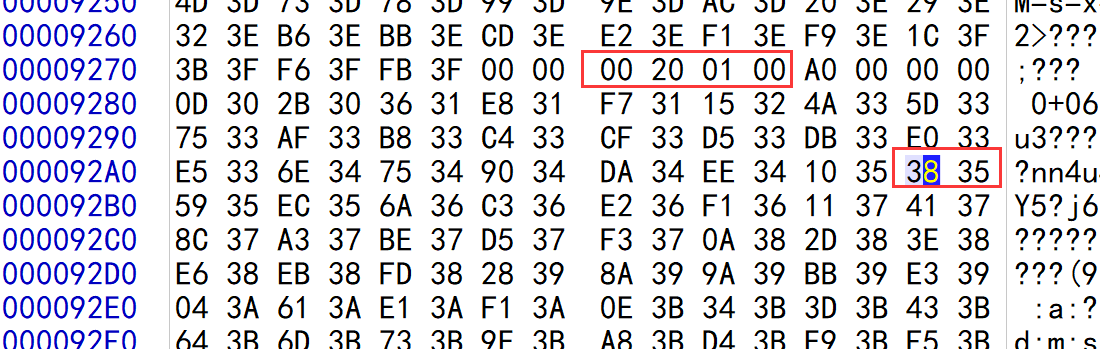 00009250 4D 3D 73 3D 78 3D 99 3D 9E 3D AC 3D 20 3E 29 3E M-s-x
00009260 32 3E B6 3E BB 3E CD 3E E2 3E F1 3E F9 3E 1C 3F 2>???
00009270 3B 3F F6 3F FB 3F 00 00 00 20 01 00 A0 00 00 00 ;???
00009280 0D 30 2B 30 36 31 E8 31 F7 31 15 32 4A 33 5D 33 0+06
00009290 75 33 AF 33 B8 33 C4 33 CF 33 D5 33 DB 33 E0 33 u3???
000092A0 E5 33 6E 34 75 34 90 34 DA 34 EE 34 10 35 38 35 ?nn4u
000092B0 59 35 EC 35 6A 36 C3 36 E2 36 F1 36 11 37 41 37 Y5?j6
000092C0 8C 37 A3 37 BE 37 D5 37 F3 37 0A 38 2D 38 3E 38 ?????
000092D0 E6 38 EB 38 FD 38 28 39 8A 39 9A 39 BB 39 E3 39 ???(9
000092E0 04 3A 61 3A E1 3A F1 3A 0E 3B 34 3B 3D 3B 43 3B :a:?
000092F0 64 3B 6D 3B 73 3B 9E 3B A8 3B D4 3B E9 3B F5 3B d;m;s